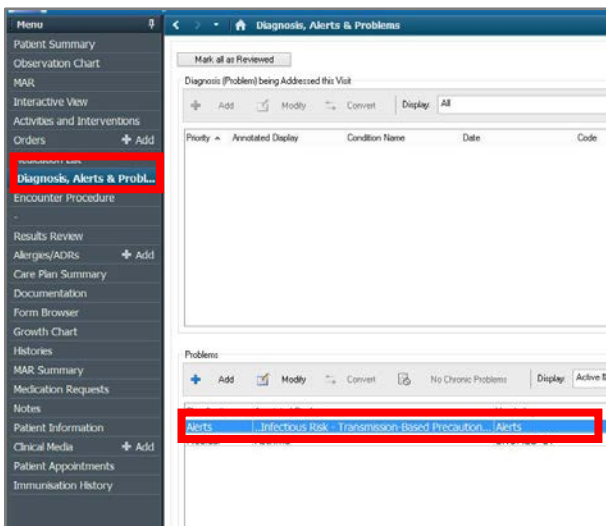 Menu
Diagnosis, Alerts & Problems
Patient Summary
Observation Chart
MAR
Interactive View
Activities and Interventions
Orders + Add
Diagnosis, Alerts & Probl...
Encounter Procedure
-
Results Review
Allergies/ADRs + Add
Care Plan Summary
Documentation
Form Browser
Growth Chart
Histories
MAR Summary
Medication Requests
Notes
Patient Information
Clinical Media + Add
Patient Appointments
Immunisation History
Mark all as Reviewed
Diagnosis (Problem) being Addressed this Visit
Add Modify Convert Display: All
Priority Annotated Display Condition Name Date Code
Problems
Add Modify Convert No Chronic Problems Display: Active
Alerts ...Infectious Risk - Transmission-Based Precaution... Alerts